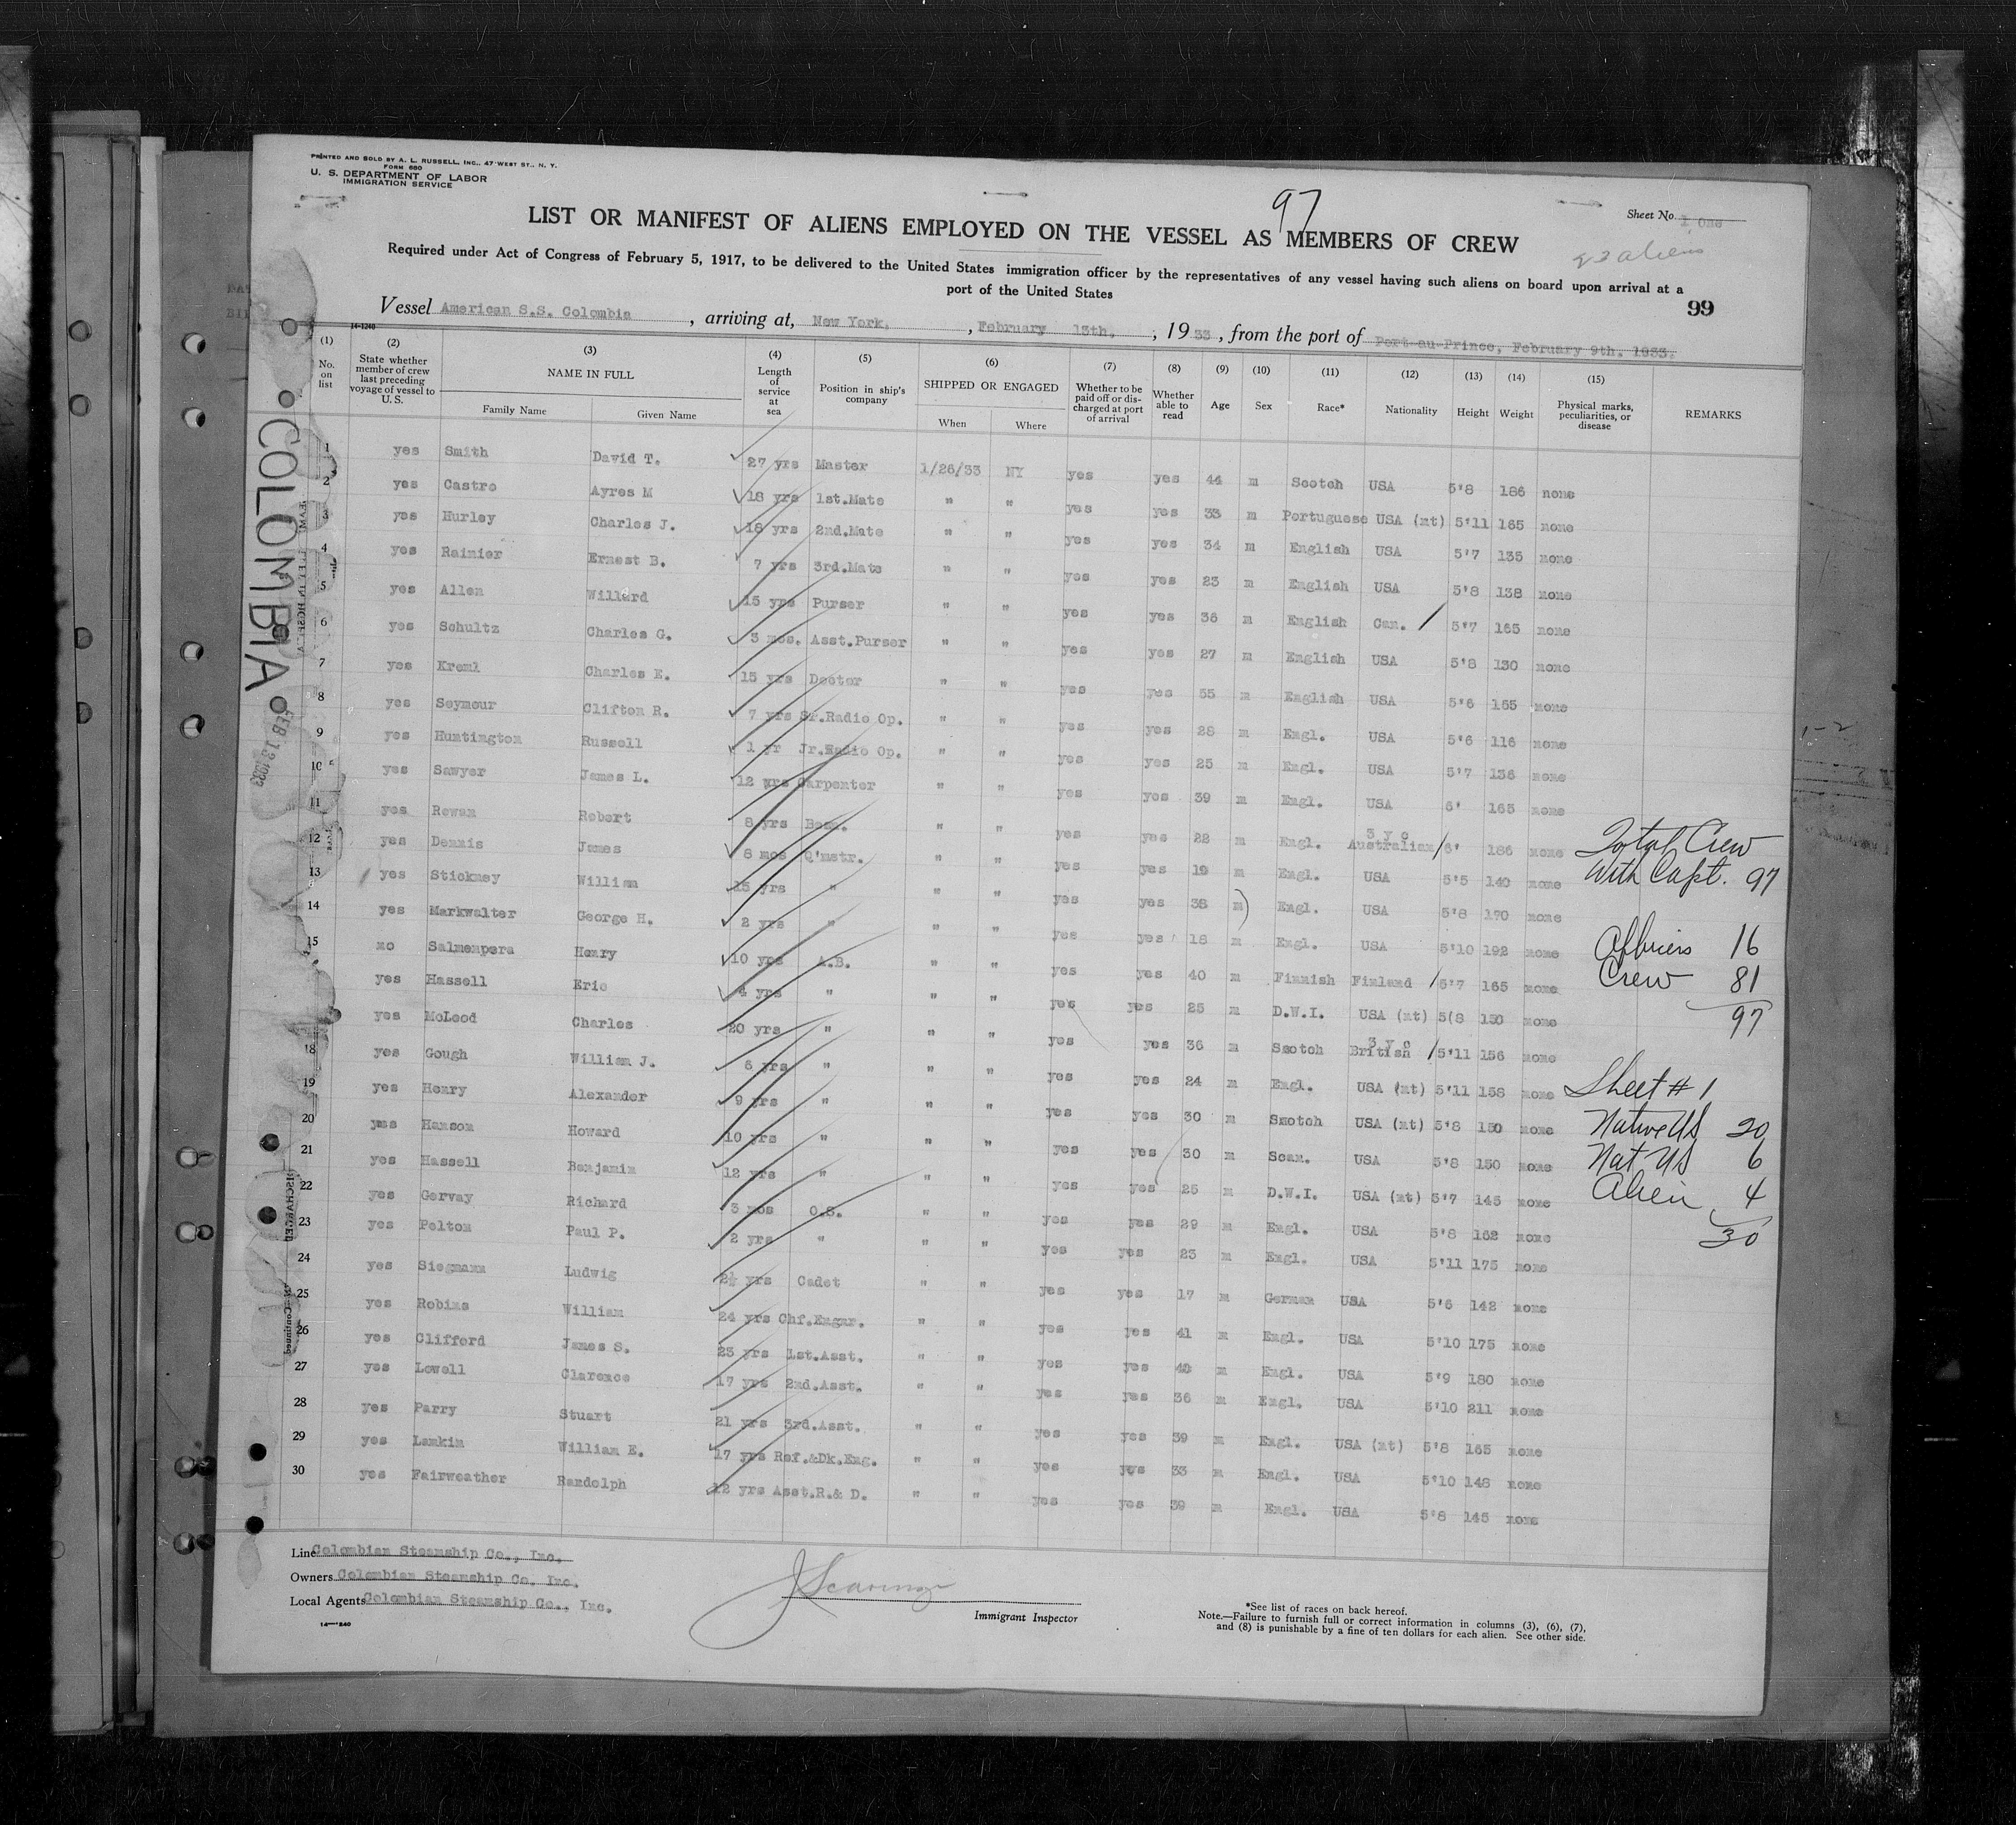 PRINTED AND SOLD BY A. L. RUSSELL, INC., 47 WEST ST., N. Y.
FORM 680
U. S. DEPARTMENT OF LABOR
IMMIGRATION SERVICE
97
Sheet No. 1 One
LIST OR MANIFEST OF ALIENS EMPLOYED ON THE VESSEL AS MEMBERS OF CREW
23 aliens
Required under Act of Congress of February 5, 1917, to be delivered to the United States immigration officer by the representatives of any vessel having such aliens on board upon arrival at a
port of the United States
99
Vessel American S.S. Colombia, arriving at, New York, February 13th, 1933, from the port of Port-au-Prince, February 9th. 1933.
14-1240
(1) (2) (3) (4) (5) (6) (7) (8) (9) (10) (11) (12) (13) (14) (15)
No. on list State whether member of crew last preceding voyage of vessel to U.S. NAME IN FULL Family Name Given Name Length of service at sea Position in ship's company SHIPPED OR ENGAGED When Where Whether to be paid off or discharged at port of arrival Whether able to read Age Sex Race* Nationality Height Weight Physical marks, peculiarities, or disease REMARKS
1 yes Smith David T. 27 yrs Master 1/26/33 NY yes yes 44 m Scotch USA 5'8 186 none
2 yes Castro Ayres M 18 yrs 1st.Mate " " yes yes 33 m Portuguese USA (nt) 5'11 165 none
3 yes Hurley Charles J. 18 yrs 2nd.Mate " " yes yes 34 m English USA 5'7 135 none
4 yes Rainier Ernest B. 7 yrs 3rd.Mate " " yes yes 23 m English USA 5'8 138 none
5 yes Allen Willard 15 yrs Purser " " yes yes 36 m English Can. / 5'7 165 none
6 yes Schultz Charles G. 3 mos. Asst.Purser " " yes yes 27 m English USA 5'8 130 none
7 yes Kreml Charles E. 15 yrs Doctor " " yes yes 55 m English USA 5'6 165 none
8 yes Seymour Clifton R. 7 yrs Sr.Radio Op. " " yes yes 28 m Engl. USA 5'6 116 none
9 yes Huntington Russell 1 yr Jr.Radio Op. " " yes yes 25 m Engl. USA 5'7 136 none
10 yes Sawyer James L. 12 yrs Carpenter " " yes yes 39 m Engl. USA 6' 165 none
11 yes Rowan Robert 8 yrs Bosn. " " yes yes 22 m Engl. Australian / 6' 186 none
12 yes Dennis James 8 mos Q'mstr. " " yes yes 19 m Engl. USA 5'5 140 none
13 yes Stickney William 15 yrs " " " yes yes 38 m Engl. USA 5'8 170 none
14 yes Markwalter George H. 2 yrs " " " yes yes 18 m Engl. USA 5'10 192 none
15 no Salmenpera Henry 10 yrs A.B. " " yes yes 40 m Finnish Finland / 5'7 165 none
yes Hassell Eric 4 yrs " " " yes yes 25 m D.W.I. USA (nt) 5(8 150 none
yes McLeod Charles 20 yrs " " " yes yes 36 m Scotch British / 5'11 156 none
18 yes Gough William J. 6 yrs " " " yes yes 24 m Engl. USA (nt) 5'11 158 none
19 yes Henry Alexander 9 yrs " " " yes yes 30 m Scotch USA (nt) 5'8 150 none
20 yes Hanson Howard 10 yrs " " " yes yes 30 m Scan. USA 5'8 150 none
21 yes Hassell Benjamin 12 yrs " " " yes yes 25 m D.W.I. USA (nt) 5'7 145 none
22 yes Gervay Richard 3 mos O.S. " " yes yes 29 m Engl. USA 5'8 162 none
23 yes Pelton Paul P. 2 yrs " " " yes yes 23 m Engl. USA 5'11 175 none
24 yes Siegmann Ludwig 2½ yrs Cadet " " yes yes 17 m German USA 5'6 142 none
25 yes Robins William 24 yrs Chf.Engnr. " " yes yes 41 m Engl. USA 5'10 175 none
26 yes Clifford James S. 23 yrs 1st.Asst. " " yes yes 48 m Engl. USA 5'9 180 none
27 yes Lowell Clarence 17 yrs 2nd.Asst. " " yes yes 36 m Engl. USA 5'10 211 none
28 yes Parry Stuart 21 yrs 3rd.Asst. " " yes yes 39 m Engl. USA (nt) 5'8 165 none
29 yes Lamkin William E. 17 yrs Ref.&Dk.Eng. " " yes yes 33 m Engl. USA 5'10 148 none
30 yes Fairweather Randolph 12 yrs Asst.R.& D. " " yes yes 39 m Engl. USA 5'8 145 none
Total Crew
With Capt. 97
Officers 16
Crew 81
97
Sheet # 1
Native US 20
Nat US 6
Alien 4
30
COLOMBIA
FEB 13 1933
DISCHARGED
Line Colombian Steamship Co., Inc.
Owners Colombian Steamship Co. Inc.
Local Agents Colombian Steamship Co., Inc.
14-1240
Immigrant Inspector
*See list of races on back hereof.
Note.—Failure to furnish full or correct information in columns (3), (6), (7),
and (8) is punishable by a fine of ten dollars for each alien. See other side.